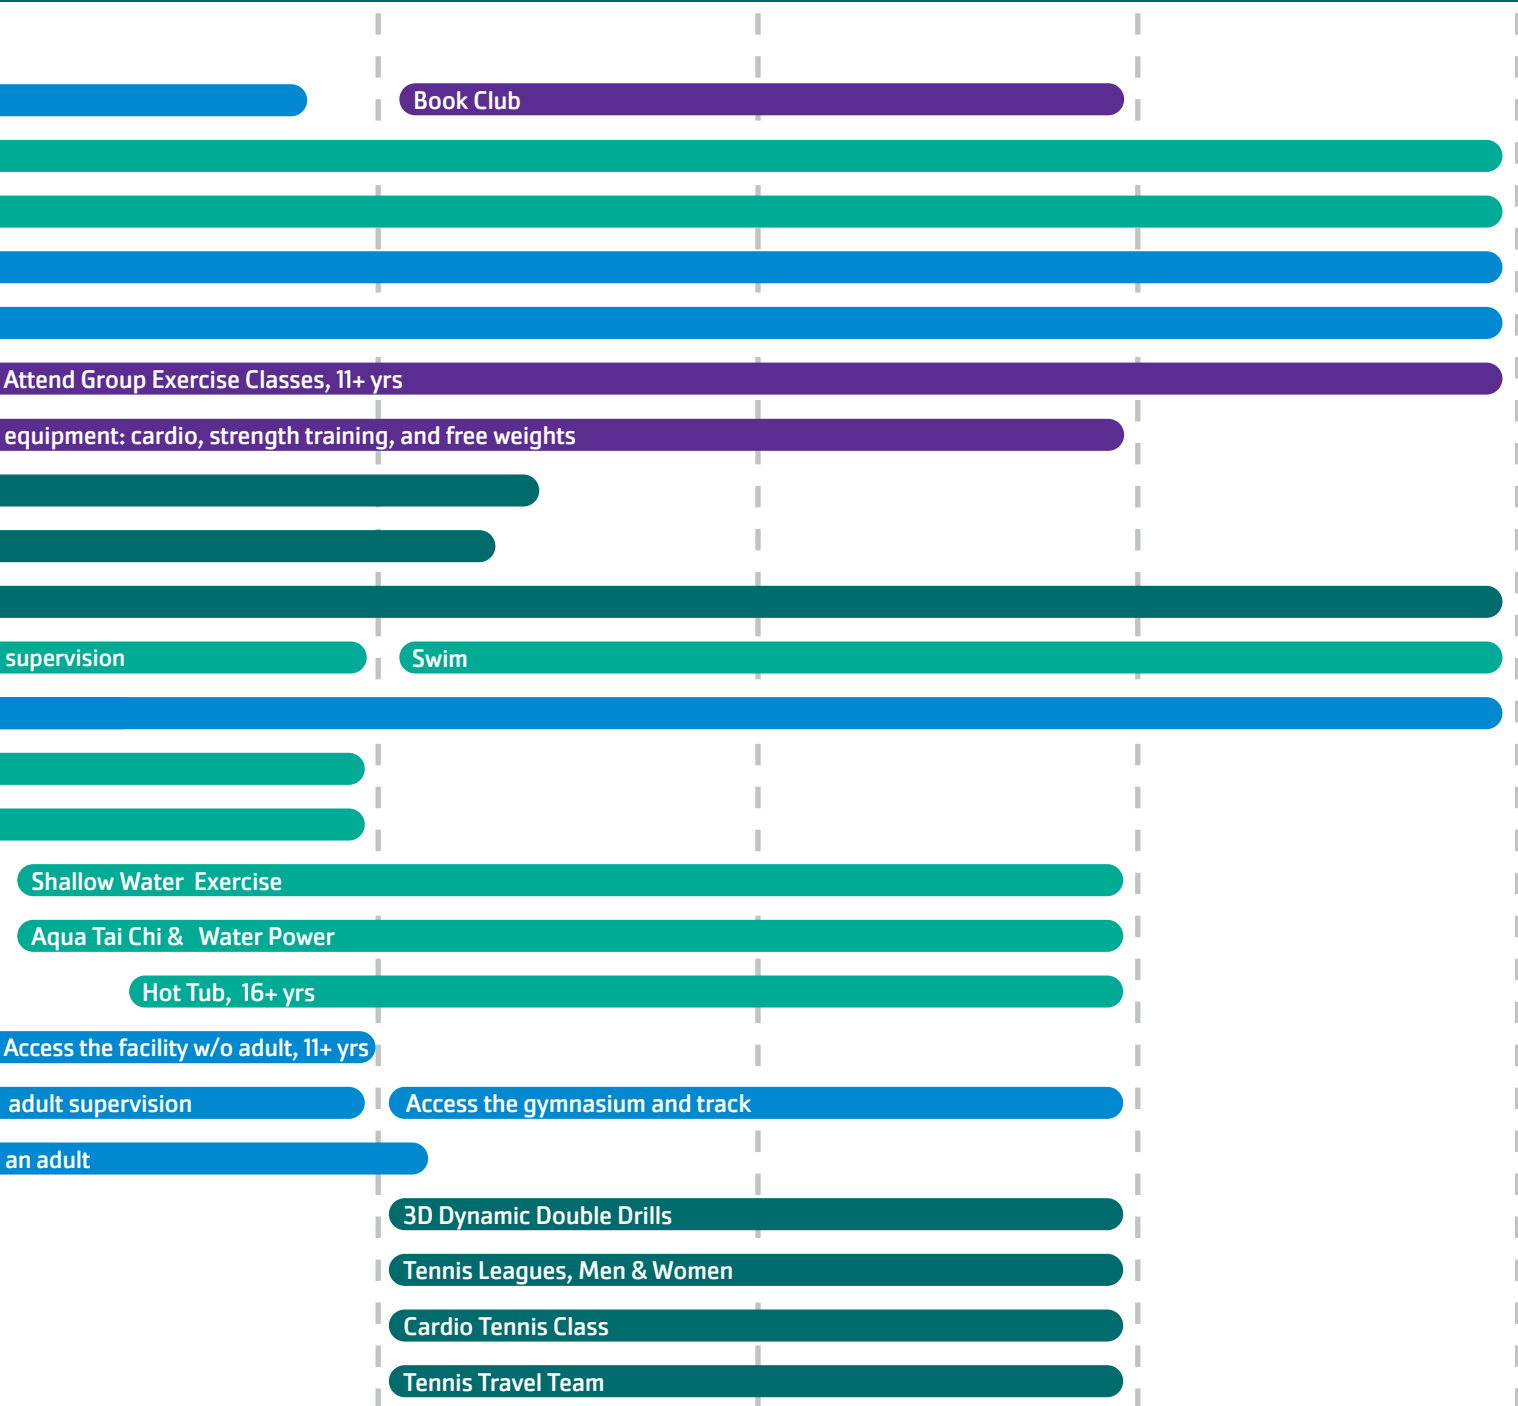 Book Club
Attend Group Exercise Classes, 11+ yrs
equipment: cardio, strength training, and free weights
supervision
Swim
Shallow Water Exercise
Aqua Tai Chi & Water Power
Hot Tub, 16+ yrs
Access the facility w/o adult, 11+ yrs
adult supervision
Access the gymnasium and track
an adult
3D Dynamic Double Drills
Tennis Leagues, Men & Women
Cardio Tennis Class
Tennis Travel Team